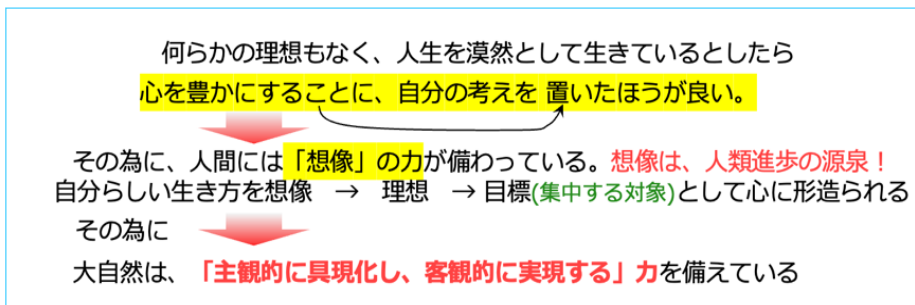 何らかの理想もなく、人生を漠然として生きているとしたら
心を豊かにすることに、自分の考えを 置いたほうが良い。
その為に、人間には「想像」の力が備わっている。想像は、人類進歩の源泉！
自分らしい生き方を想像　→　理想　→ 目標(集中する対象)として心に形造られる
その為に
大自然は、「主観的に具現化し、客観的に実現する」力を備えている